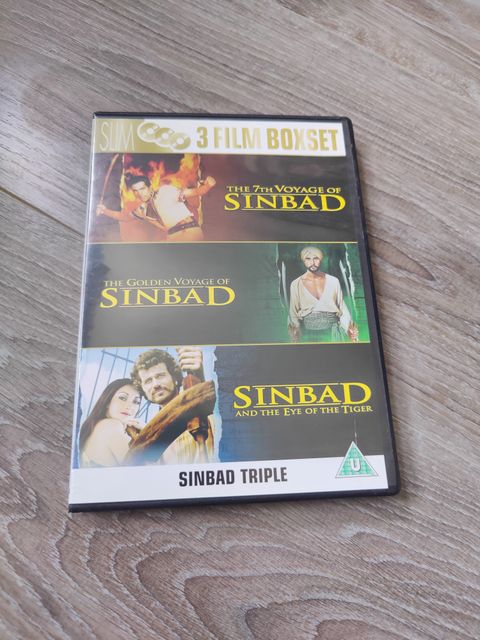 SLIM 3 FILM BOXSET
THE 7TH VOYAGE OF
SINBAD
THE GOLDEN VOYAGE OF
SINBAD
SINBAD
AND THE EYE OF THE TIGER
U
SINBAD TRIPLE